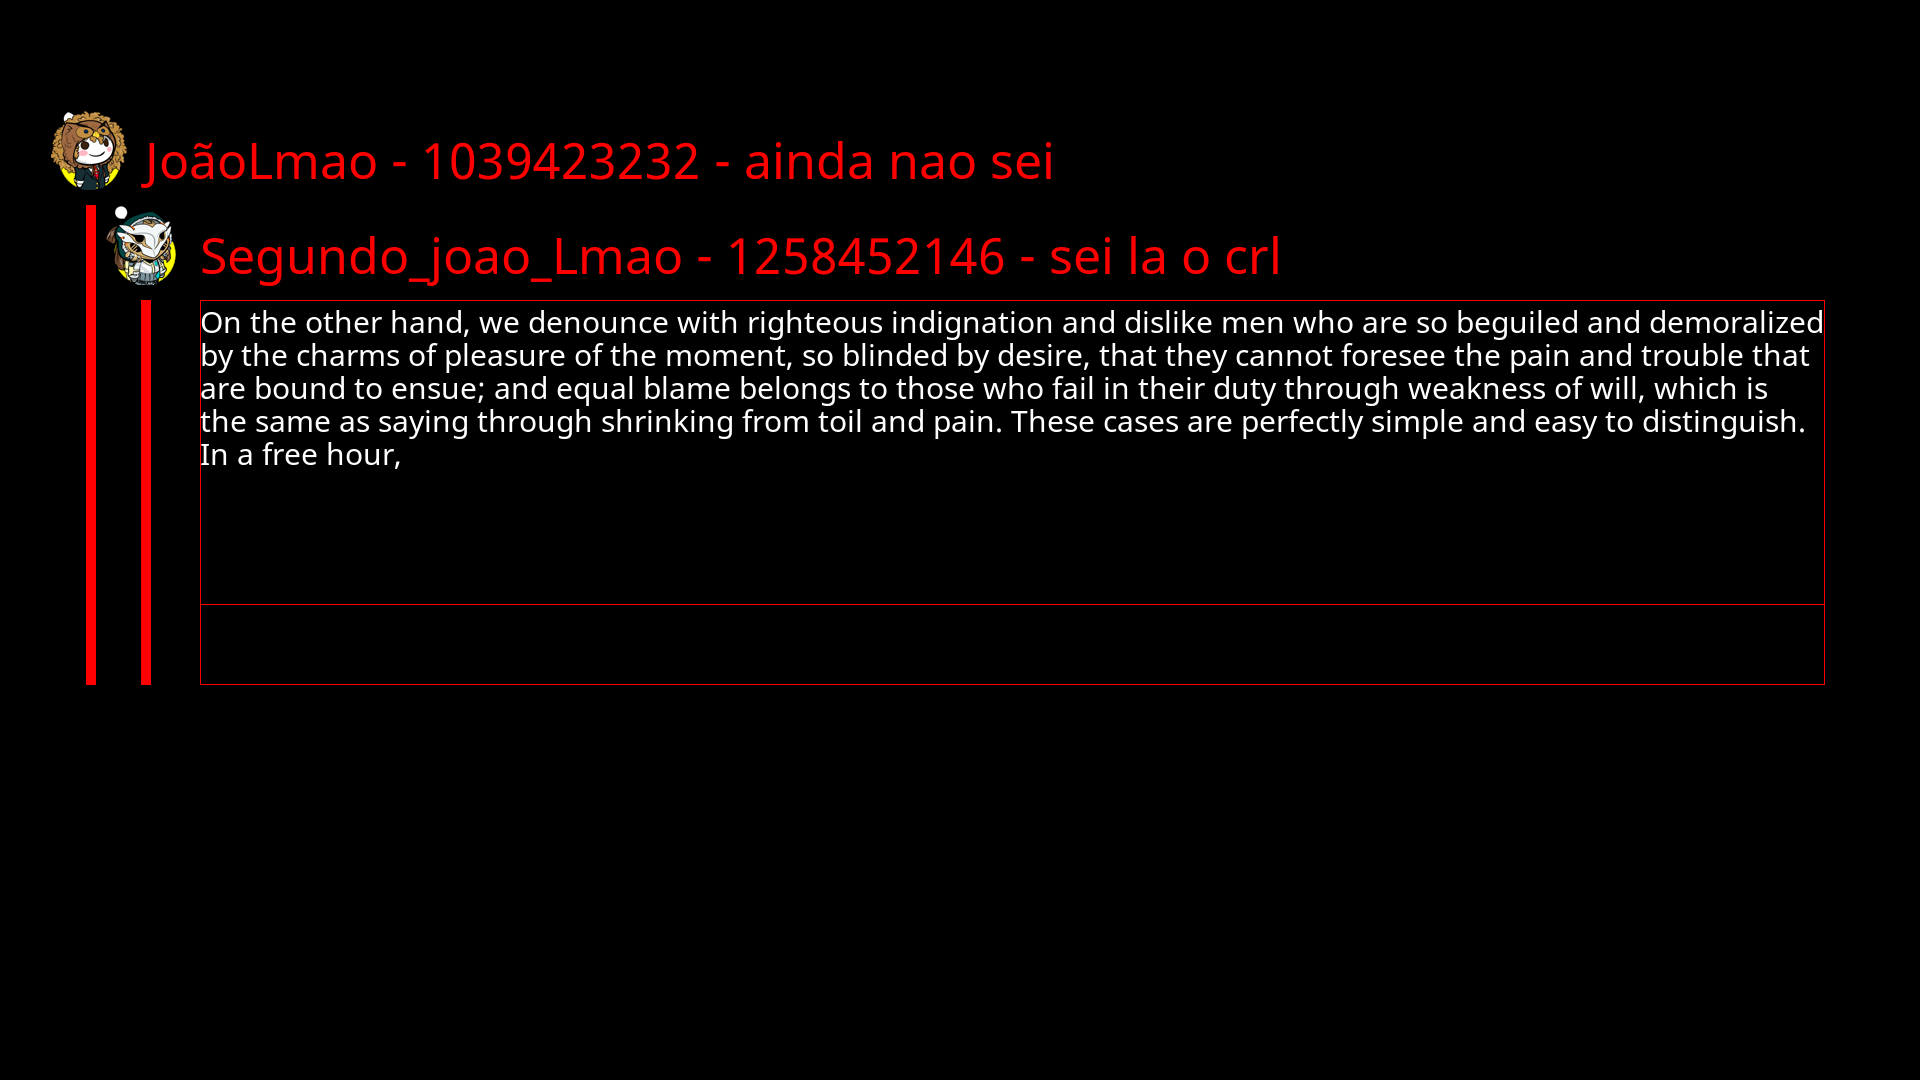 JoãoLmao - 1039423232 - ainda nao sei
Segundo_joao_Lmao - 1258452146 - sei la o crl
On the other hand, we denounce with righteous indignation and dislike men who are so beguiled and demoralized
by the charms of pleasure of the moment, so blinded by desire, that they cannot foresee the pain and trouble that
are bound to ensue; and equal blame belongs to those who fail in their duty through weakness of will, which is
the same as saying through shrinking from toil and pain. These cases are perfectly simple and easy to distinguish.
In a free hour,